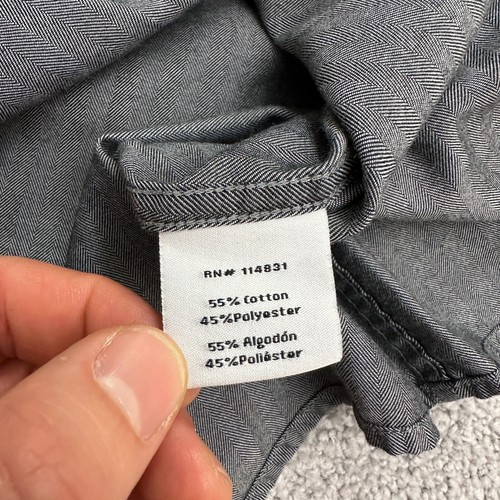 RN# 114831
55% Cotton
45%Polyester
55% Algodón
45%Poliéster